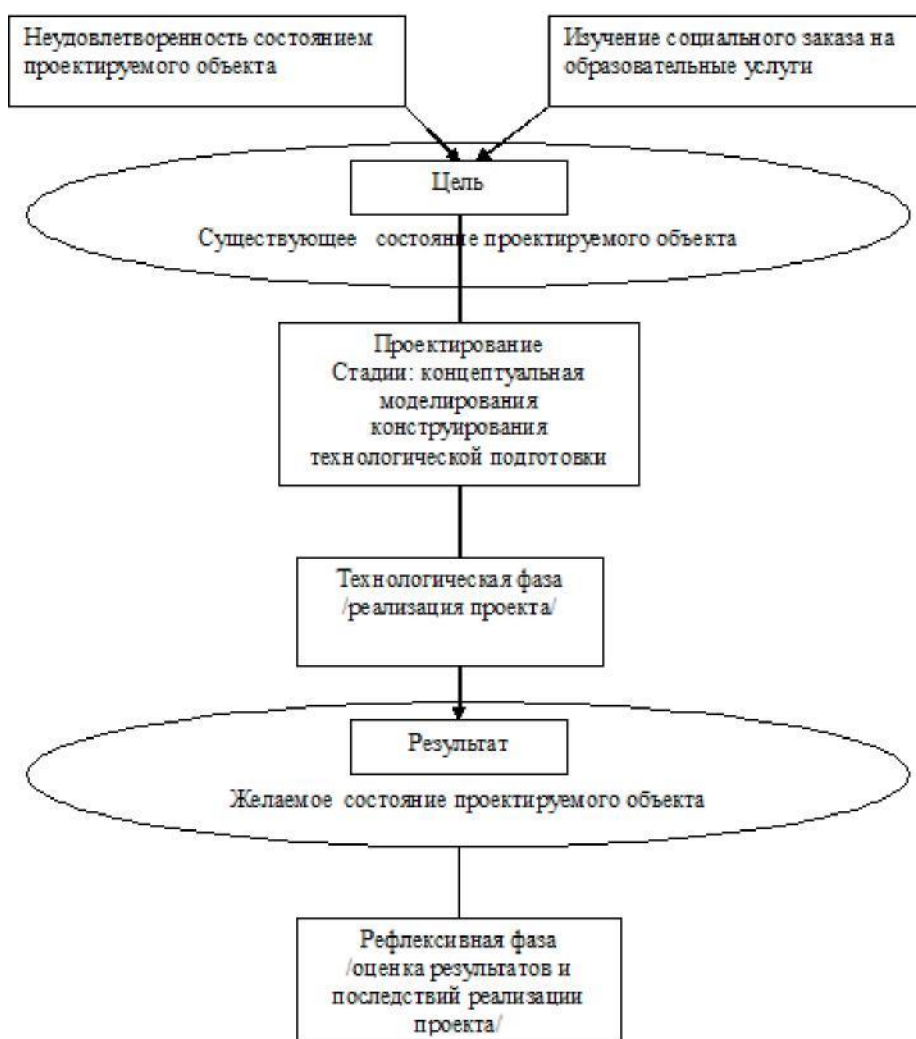 Неудовлетворенность состоянием
проектируемого объекта
Изучение социального заказа на
образовательные услуги
Цель
Существующее состояние проектируемого объекта
Проектирование
Стадии: концептуальная
моделирования
конструирования
технологической подготовки
Технологическая фаза
/реализация проекта/
Результат
Желаемое состояние проектируемого объекта
Рефлексивная фаза
/оценка результатов и
последствий реализации
проекта/